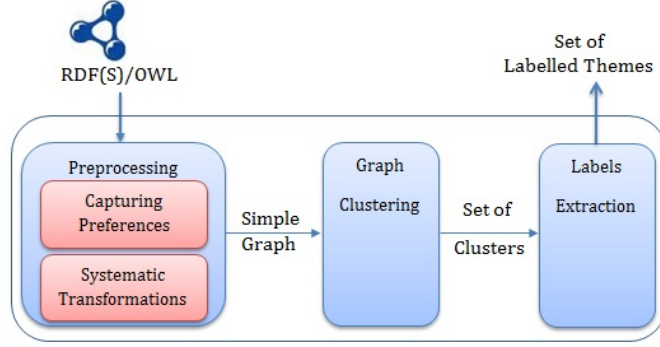 RDF(S)/OWL
Set of
Labelled Themes
Preprocessing
Capturing
Preferences
Systematic
Transformations
Simple
Graph
Graph
Clustering
Set of
Clusters
Labels
Extraction